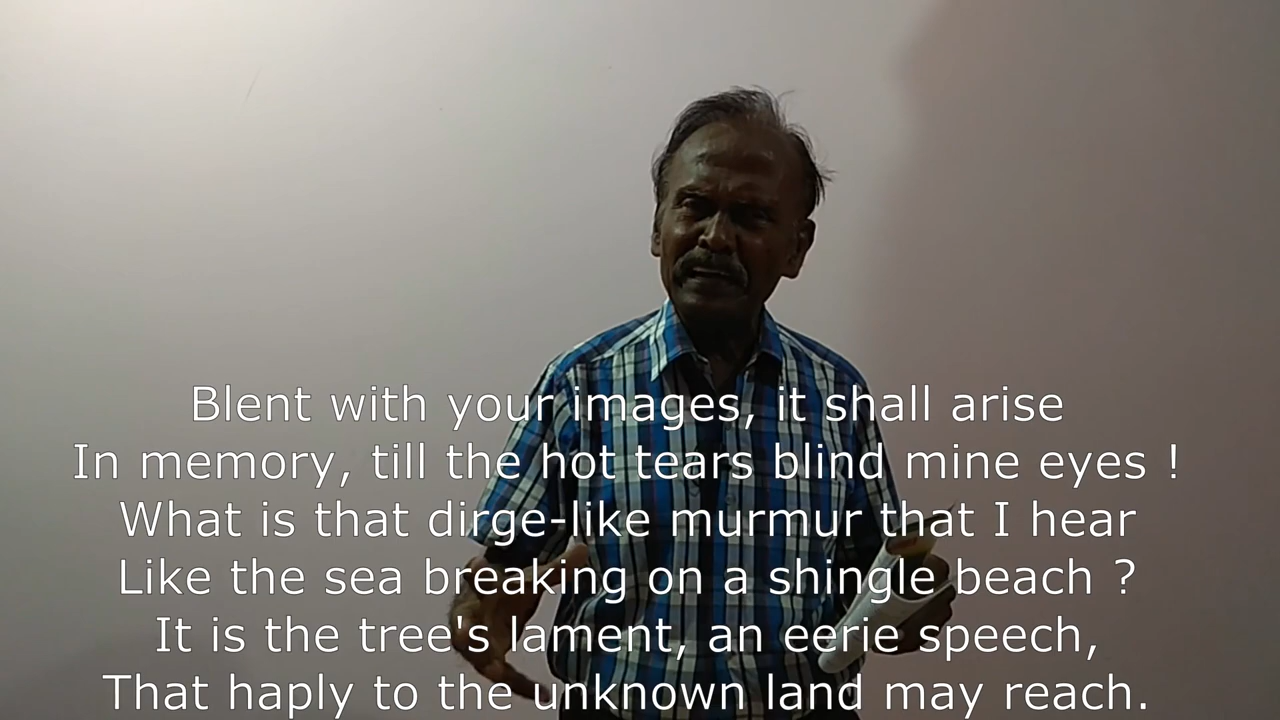 Blent with your images, it shall arise
In memory, till the hot tears blind mine eyes !
What is that dirge-like murmur that I hear
Like the sea breaking on a shingle beach ?
It is the tree's lament, an eerie speech,
That haply to the unknown land may reach.